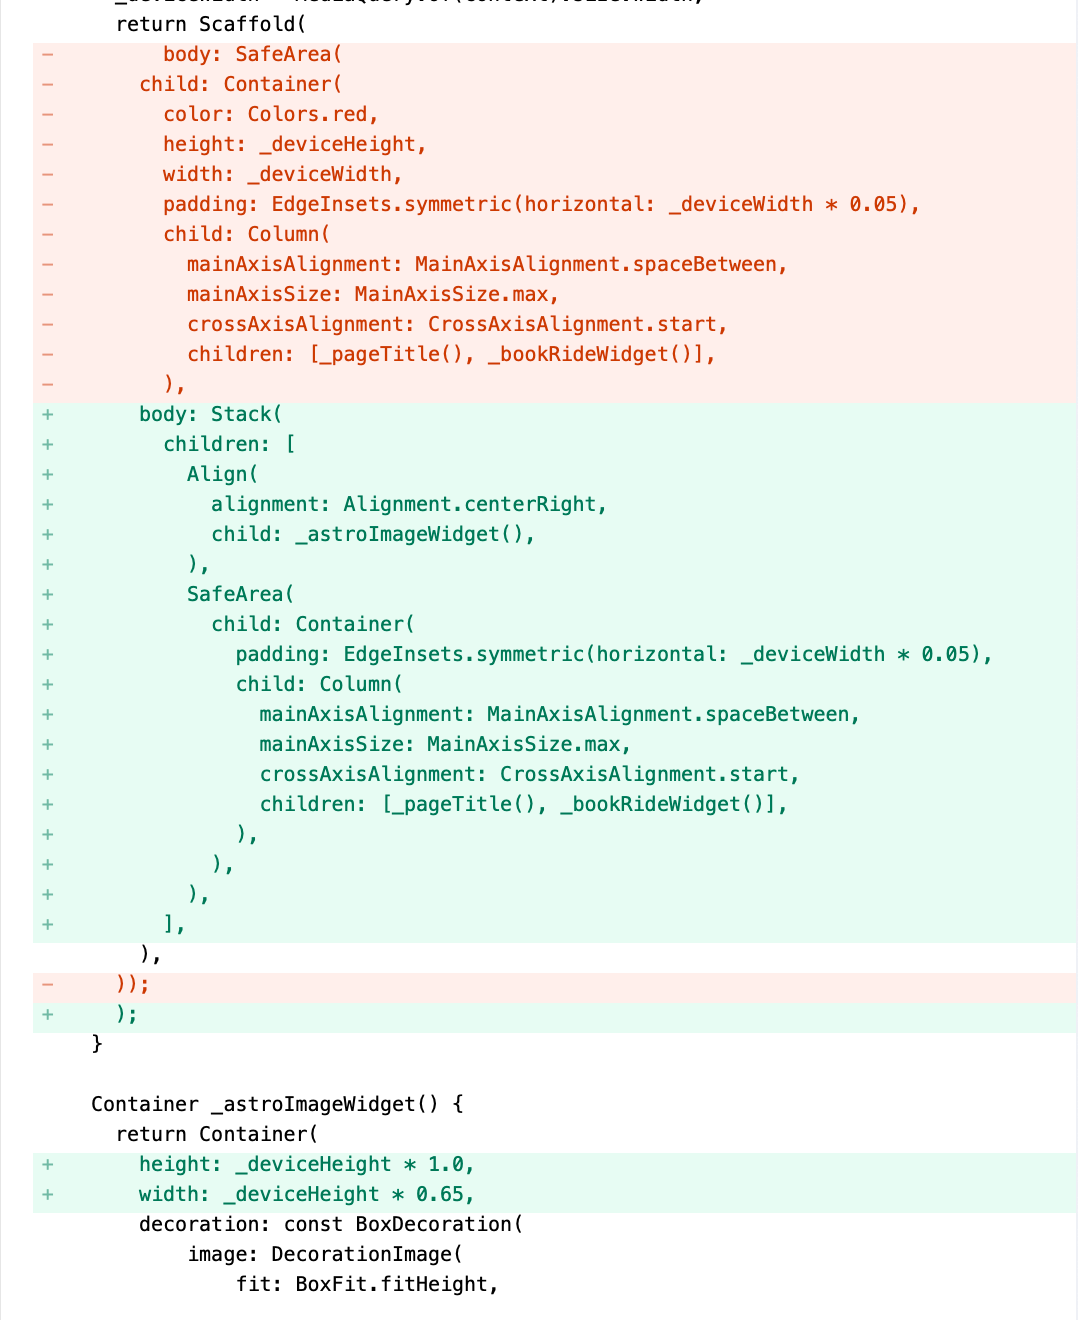 return Scaffold(
-         body: SafeArea(
-       child: Container(
-         color: Colors.red,
-         height: _deviceHeight,
-         width: _deviceWidth,
-         padding: EdgeInsets.symmetric(horizontal: _deviceWidth * 0.05),
-         child: Column(
-           mainAxisAlignment: MainAxisAlignment.spaceBetween,
-           mainAxisSize: MainAxisSize.max,
-           crossAxisAlignment: CrossAxisAlignment.start,
-           children: [_pageTitle(), _bookRideWidget()],
-         ),
+       body: Stack(
+         children: [
+           Align(
+             alignment: Alignment.centerRight,
+             child: _astroImageWidget(),
+           ),
+           SafeArea(
+             child: Container(
+               padding: EdgeInsets.symmetric(horizontal: _deviceWidth * 0.05),
+               child: Column(
+                 mainAxisAlignment: MainAxisAlignment.spaceBetween,
+                 mainAxisSize: MainAxisSize.max,
+                 crossAxisAlignment: CrossAxisAlignment.start,
+                 children: [_pageTitle(), _bookRideWidget()],
+               ),
+             ),
+           ),
+         ],
        ),
-     ));
+     );
    }
    Container _astroImageWidget() {
      return Container(
+       height: _deviceHeight * 1.0,
+       width: _deviceHeight * 0.65,
        decoration: const BoxDecoration(
            image: DecorationImage(
                fit: BoxFit.fitHeight,